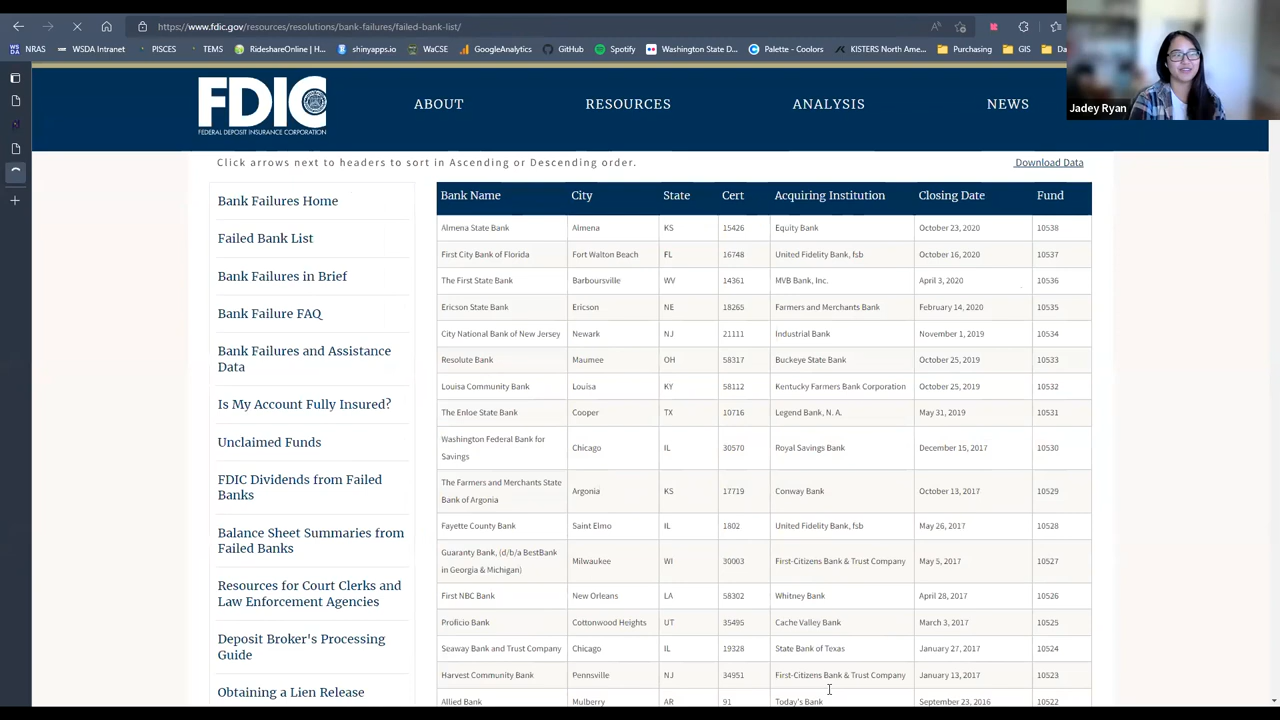 https://www.fdic.gov/resources/resolutions/bank-failures/failed-bank-list/
NRAS WSDA Intranet PISCES TEMS RideshareOnline | H... shinyapps.io WaCSE GoogleAnalytics GitHub Spotify Washington State D... Palette - Coolors KISTERS North Ame... Purchasing GIS Da
FDIC
FEDERAL DEPOSIT INSURANCE CORPORATION
ABOUT RESOURCES ANALYSIS NEWS
Jadey Ryan
Click arrows next to headers to sort in Ascending or Descending order.
Download Data
Bank Failures Home
Failed Bank List
Bank Failures in Brief
Bank Failure FAQ
Bank Failures and Assistance
Data
Is My Account Fully Insured?
Unclaimed Funds
FDIC Dividends from Failed
Banks
Balance Sheet Summaries from
Failed Banks
Resources for Court Clerks and
Law Enforcement Agencies
Deposit Broker's Processing
Guide
Obtaining a Lien Release
Bank Name City State Cert Acquiring Institution Closing Date Fund
Almena State Bank Almena KS 15426 Equity Bank October 23, 2020 10538
First City Bank of Florida Fort Walton Beach FL 16748 United Fidelity Bank, fsb October 16, 2020 10537
The First State Bank Barboursville WV 14361 MVB Bank, Inc. April 3, 2020 10536
Ericson State Bank Ericson NE 18265 Farmers and Merchants Bank February 14, 2020 10535
City National Bank of New Jersey Newark NJ 21111 Industrial Bank November 1, 2019 10534
Resolute Bank Maumee OH 58317 Buckeye State Bank October 25, 2019 10533
Louisa Community Bank Louisa KY 58112 Kentucky Farmers Bank Corporation October 25, 2019 10532
The Enloe State Bank Cooper TX 10716 Legend Bank, N. A. May 31, 2019 10531
Washington Federal Bank for
Savings Chicago IL 30570 Royal Savings Bank December 15, 2017 10530
The Farmers and Merchants State
Bank of Argonia Argonia KS 17719 Conway Bank October 13, 2017 10529
Fayette County Bank Saint Elmo IL 1802 United Fidelity Bank, fsb May 26, 2017 10528
Guaranty Bank, (d/b/a BestBank
in Georgia & Michigan) Milwaukee WI 30003 First-Citizens Bank & Trust Company May 5, 2017 10527
First NBC Bank New Orleans LA 58302 Whitney Bank April 28, 2017 10526
Proficio Bank Cottonwood Heights UT 35495 Cache Valley Bank March 3, 2017 10525
Seaway Bank and Trust Company Chicago IL 19328 State Bank of Texas January 27, 2017 10524
Harvest Community Bank Pennsville NJ 34951 First-Citizens Bank & Trust Company January 13, 2017 10523
Allied Bank Mulberry AR 91 Today's Bank September 23, 2016 10522